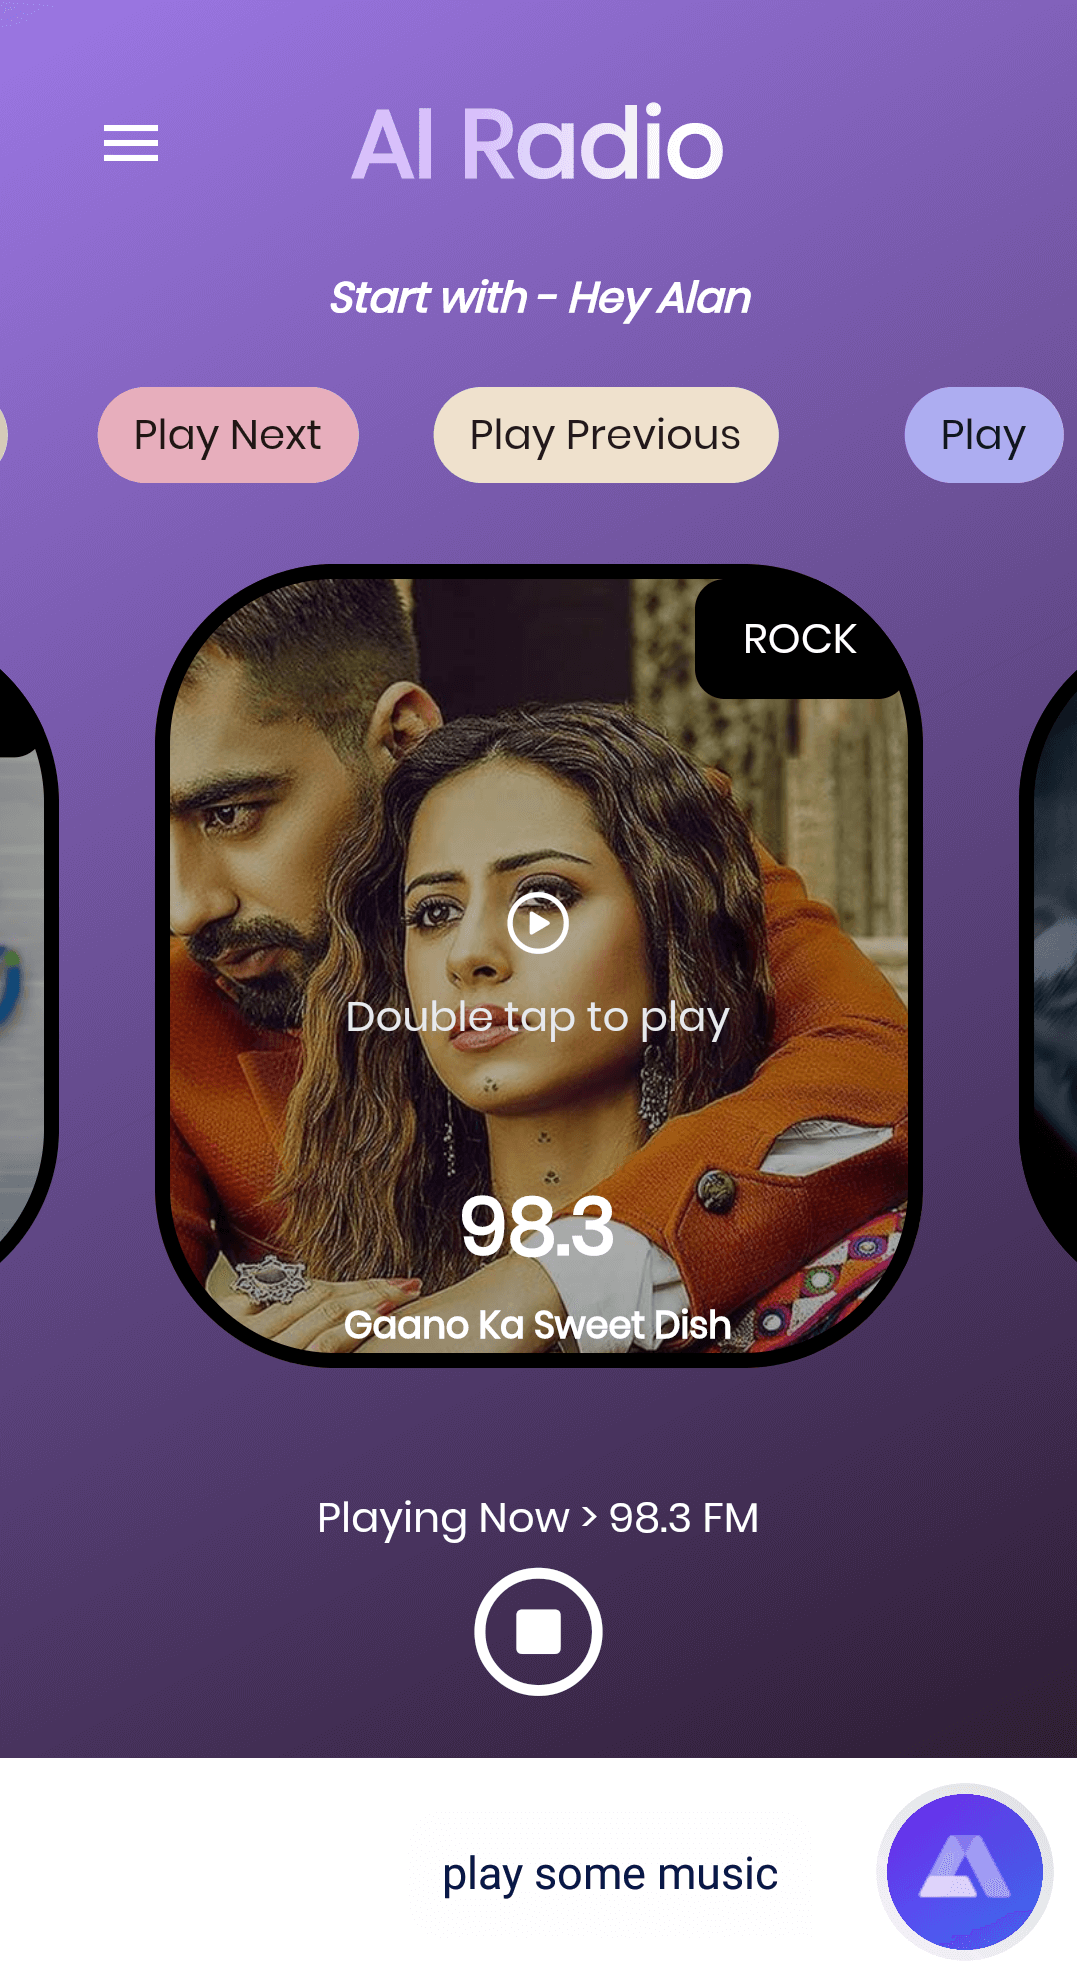 AI Radio
Start with - Hey Alan
Play Next
Play Previous
Play
ROCK
Double tap to play
98.3
Gaano Ka Sweet Dish
Playing Now > 98.3 FM
play some music